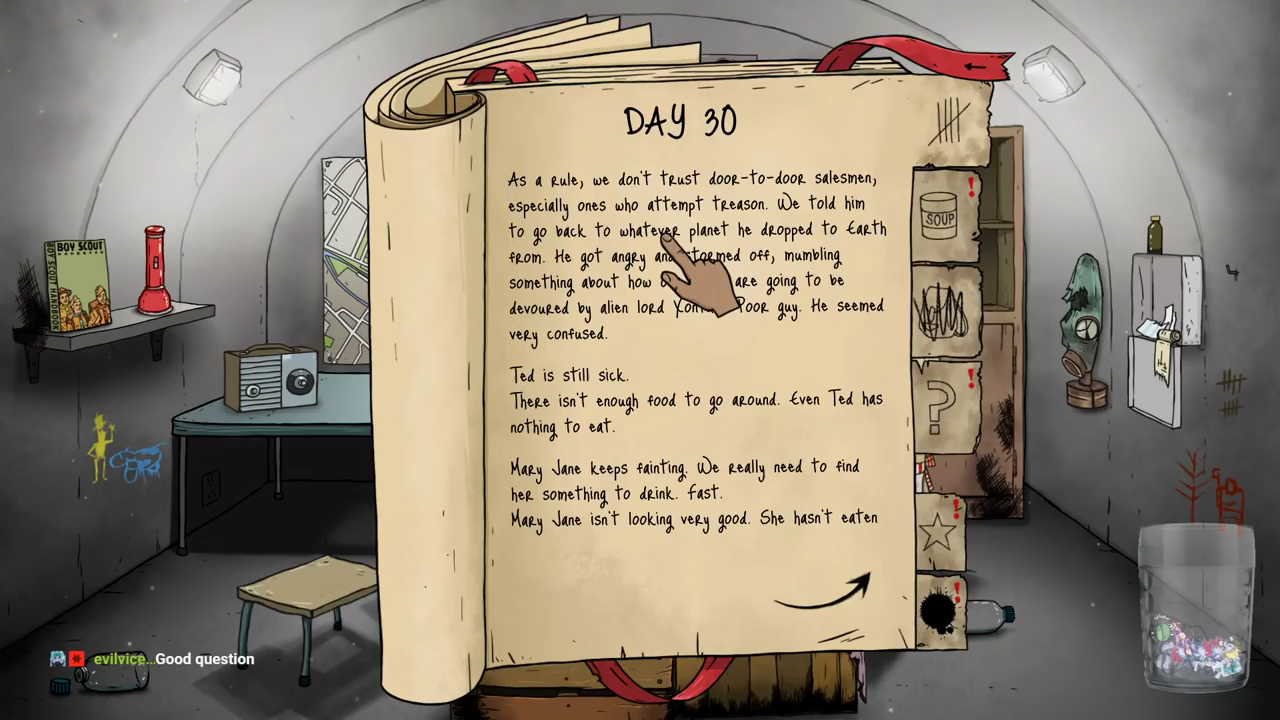 DAY 30
As a rule, we don't trust door-to-door salesmen,
especially ones who attempt treason. We told him
to go back to whatever planet he dropped to Earth
from. He got angry and stormed off, mumbling
something about how are going to be
devoured by alien lord Poor guy. He seemed
very confused.
Ted is still sick.
There isn't enough food to go around. Even Ted has
nothing to eat.
Mary Jane keeps fainting. We really need to find
her something to drink. Fast.
Mary Jane isn't looking very good. She hasn't eaten
SOUP
BOY SCOUT
BOY SCOUT HANDBOOK
evilvice...Good question